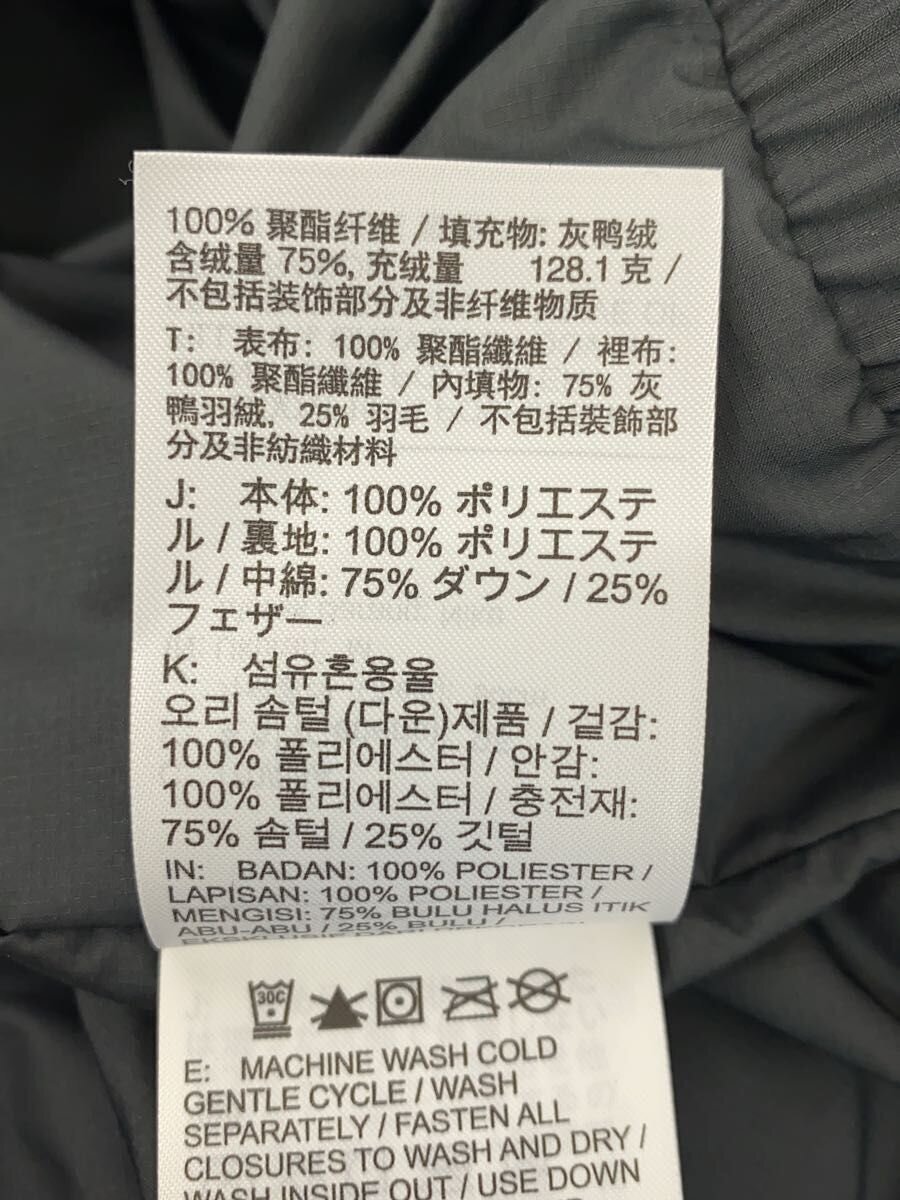 100% 聚酯纤维 / 填充物: 灰鸭绒
含绒量 75%, 充绒量 128.1 克 /
不包括装饰部分及非纤维物质
T: 表布: 100% 聚酯纖維 / 裡布:
100% 聚酯纖維 / 內填物: 75% 灰
鴨羽絨, 25% 羽毛 / 不包括裝飾部
分及非紡織材料
J: 本体: 100% ポリエステ
ル / 裏地: 100% ポリエステ
ル / 中綿: 75% ダウン / 25%
フェザー
K: 섬유혼용율
오리 솜털 (다운)제품 / 겉감:
100% 폴리에스터 / 안감:
100% 폴리에스터 / 충전재:
75% 솜털 / 25% 깃털
IN: BADAN: 100% POLIESTER /
LAPISAN: 100% POLIESTER /
MENGISI: 75% BULU HALUS ITIK
ABU-ABU / 25% BULU /
30C
E: MACHINE WASH COLD
GENTLE CYCLE / WASH
SEPARATELY / FASTEN ALL
CLOSURES TO WASH AND DRY /
WASH INSIDE OUT / USE DOWN